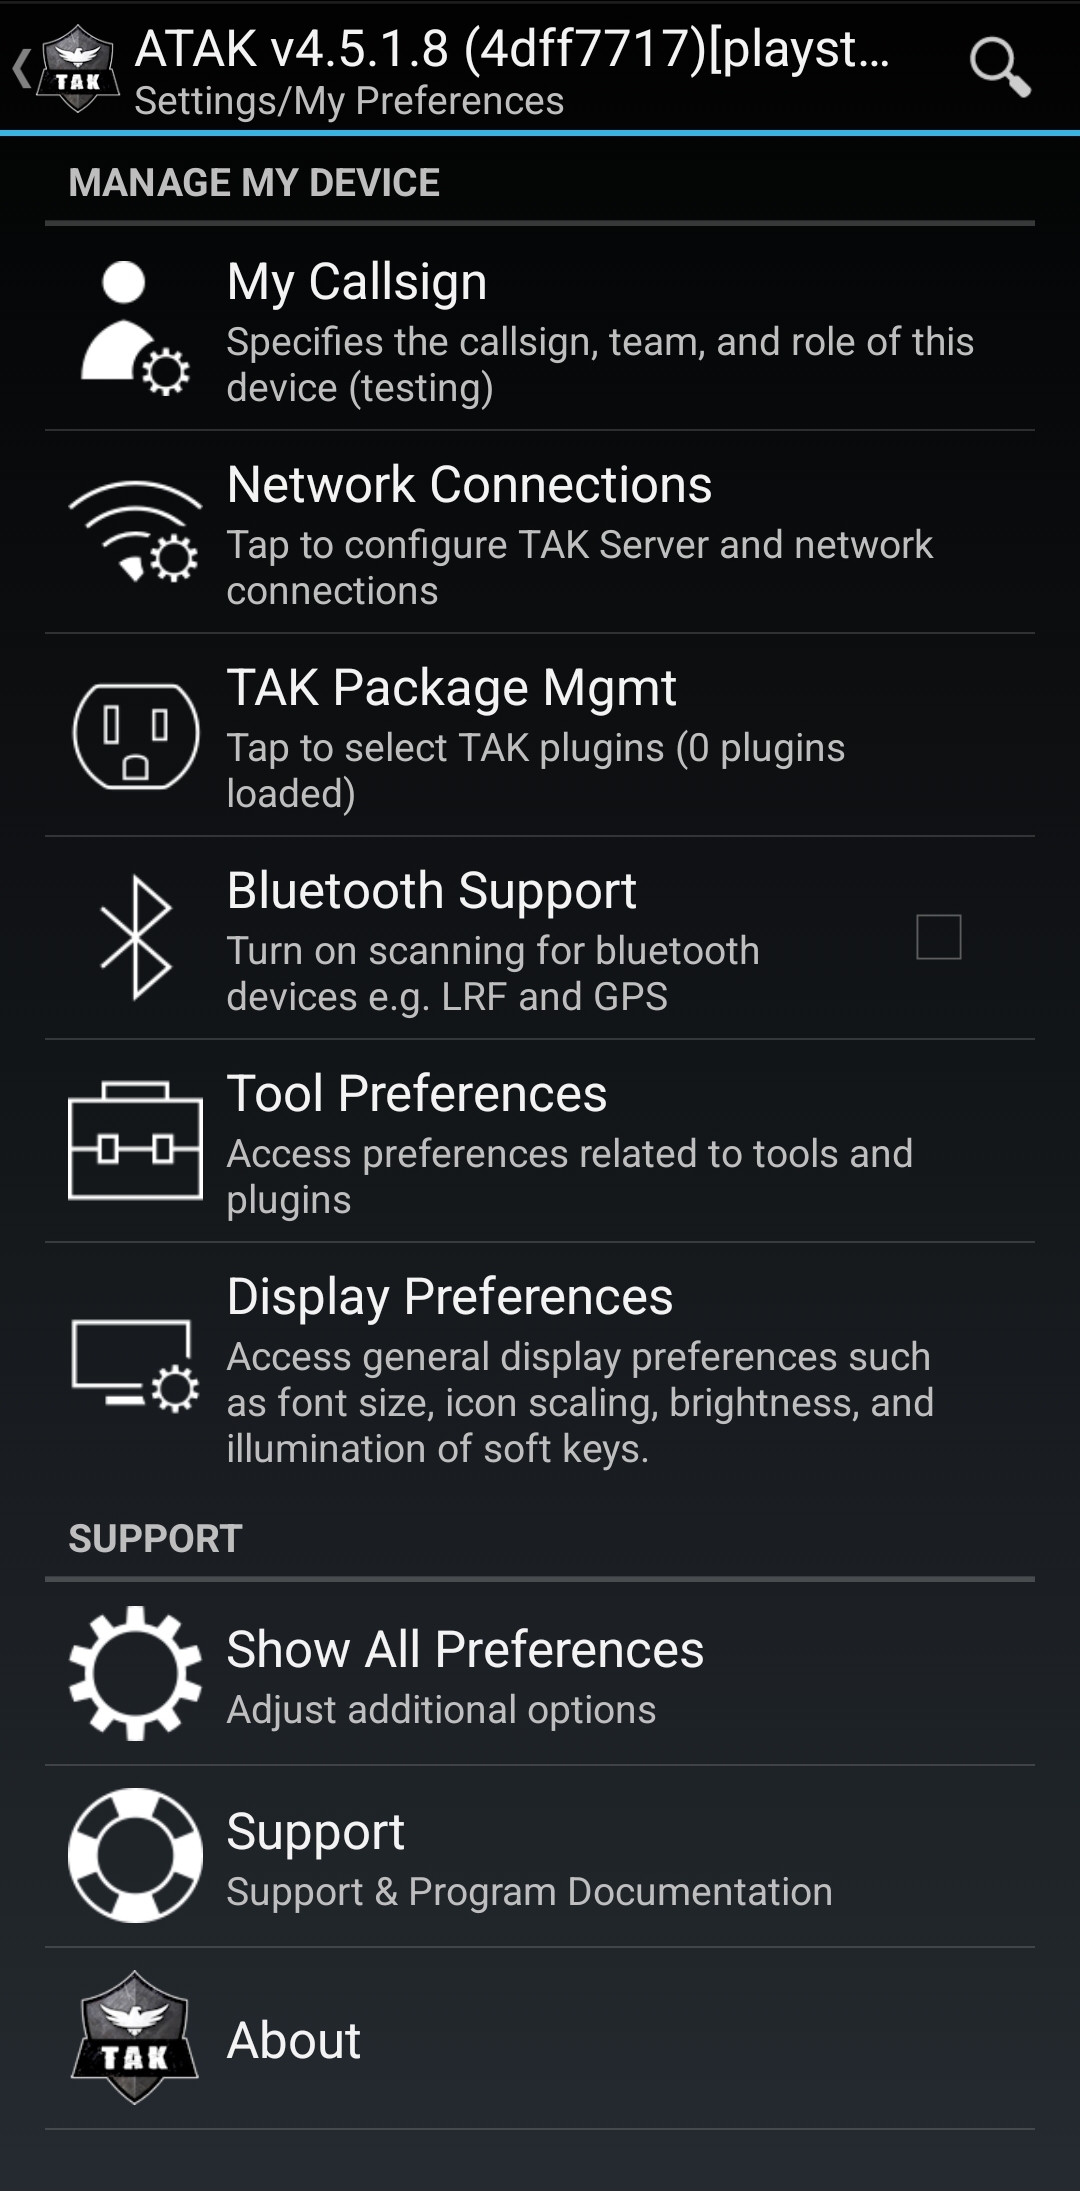 ATAK v4.5.1.8 (4dff7717)[playst...
Settings/My Preferences
TAK
MANAGE MY DEVICE
My Callsign
Specifies the callsign, team, and role of this
device (testing)
Network Connections
Tap to configure TAK Server and network
connections
TAK Package Mgmt
Tap to select TAK plugins (0 plugins
loaded)
Bluetooth Support
Turn on scanning for bluetooth
devices e.g. LRF and GPS
Tool Preferences
Access preferences related to tools and
plugins
Display Preferences
Access general display preferences such
as font size, icon scaling, brightness, and
illumination of soft keys.
SUPPORT
Show All Preferences
Adjust additional options
Support
Support & Program Documentation
TAK
About